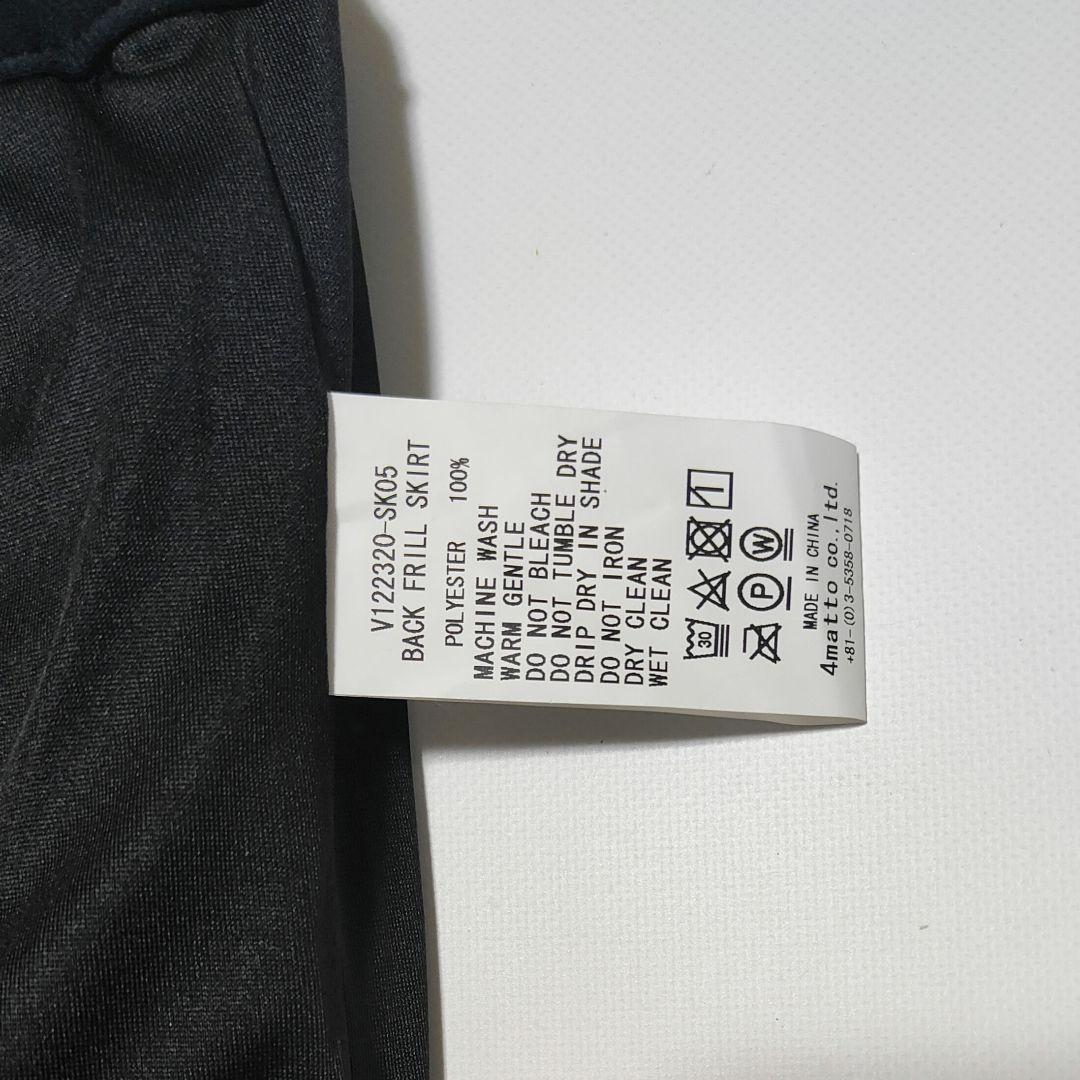 V122320-SK05
BACK FRILL SKIRT
POLYESTER 100%
MACHINE WASH
WARM GENTLE
DO NOT BLEACH
DO NOT TUMBLE DRY
DRIP DRY IN SHADE
DO NOT IRON
DRY CLEAN
WET CLEAN
30
P W
MADE IN CHINA
4matto co.,ltd.
+81-(0)3-5358-0718